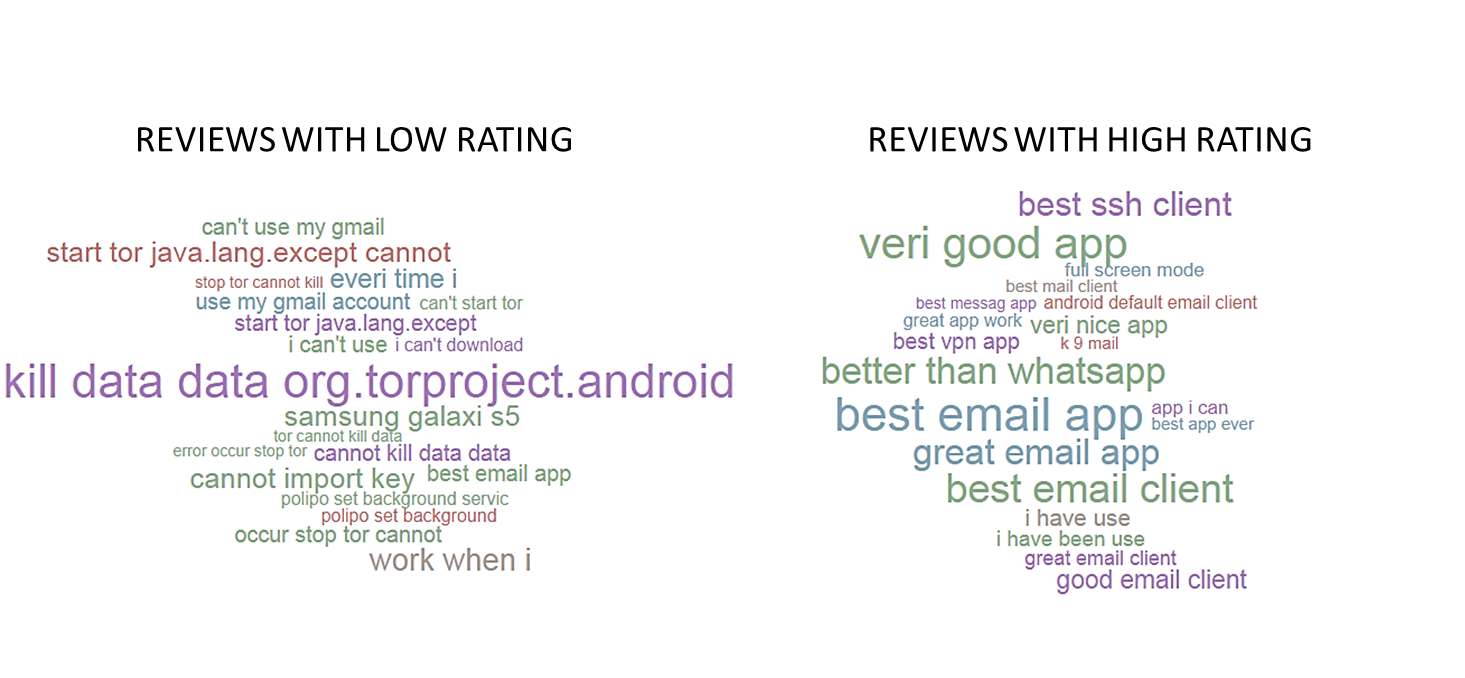 REVIEWS WITH LOW RATING
can't use my gmail
start tor java.lang.except cannot
stop tor cannot kill everi time i
use my gmail account can't start tor
start tor java.lang.except
i can't use i can't download
kill data data org.torproject.android
samsung galaxi s5
tor cannot kill data
error occur stop tor cannot kill data data
cannot import key best email app
polipo set background servic
polipo set background
occur stop tor cannot
work when i
REVIEWS WITH HIGH RATING
best ssh client
veri good app
full screen mode
best mail client
best messag app android default email client
great app work veri nice app
best vpn app k 9 mail
better than whatsapp
best email app app i can
best app ever
great email app
best email client
i have use
i have been use
great email client
good email client